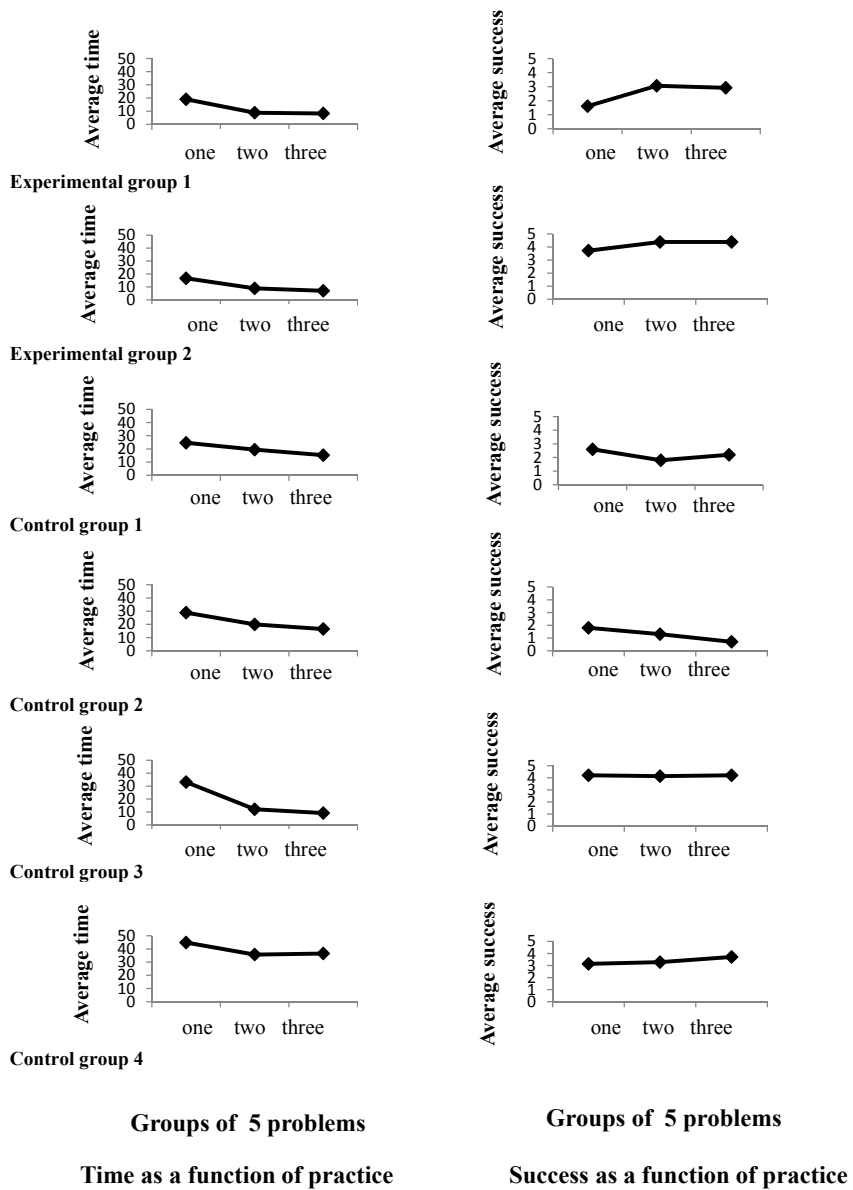 Average time
50
40
30
20
10
0
one two three
Average success
5
4
3
2
1
0
one two three
Experimental group 1
Average time
50
40
30
20
10
0
one two three
Average success
5
4
3
2
1
0
one two three
Experimental group 2
Average time
50
40
30
20
10
0
one two three
Average success
5
4
3
2
1
0
one two three
Control group 1
Average time
50
40
30
20
10
0
one two three
Average success
5
4
3
2
1
0
one two three
Control group 2
Average time
50
40
30
20
10
0
one two three
Average success
5
4
3
2
1
0
one two three
Control group 3
Average time
50
40
30
20
10
0
one two three
Average success
5
4
3
2
1
0
one two three
Control group 4
Groups of 5 problems
Groups of 5 problems
Time as a function of practice
Success as a function of practice